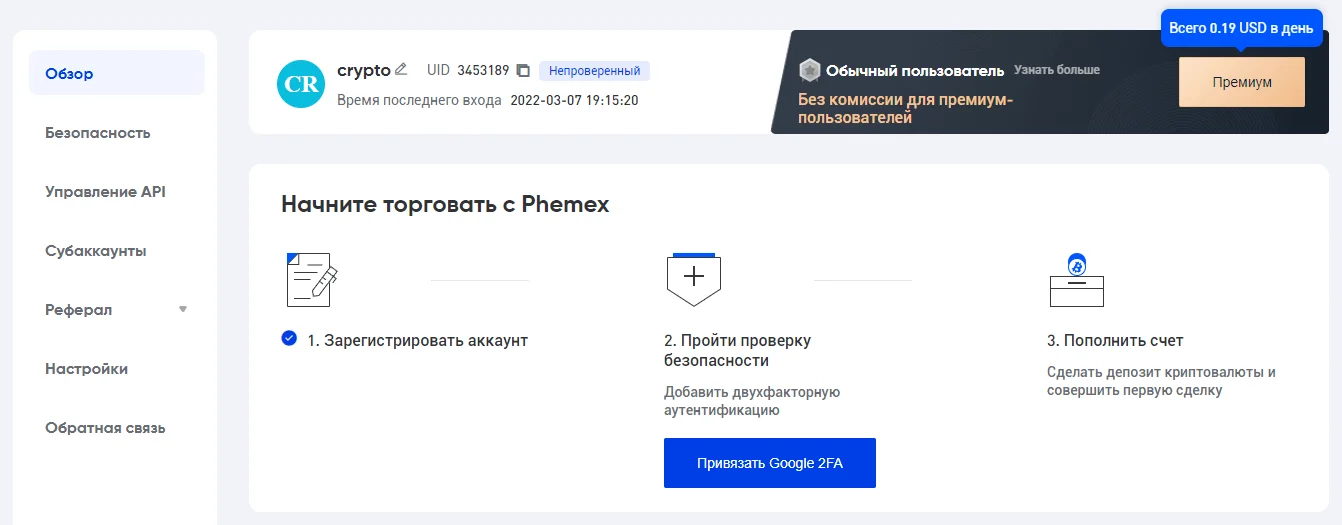 Всего 0.19 USD в день
Обзор
Безопасность
Управление API
Субаккаунты
Реферал
Настройки
Обратная связь
CR
crypto UID 3453189 Непроверенный
Время последнего входа 2022-03-07 19:15:20
Обычный пользователь Узнать больше
Без комиссии для премиум-
пользователей
Премиум
Начните торговать с Phemex
1. Зарегистрировать аккаунт
2. Пройти проверку
безопасности
Добавить двухфакторную
аутентификацию
Привязать Google 2FA
3. Пополнить счет
Сделать депозит криптовалюты и
совершить первую сделку